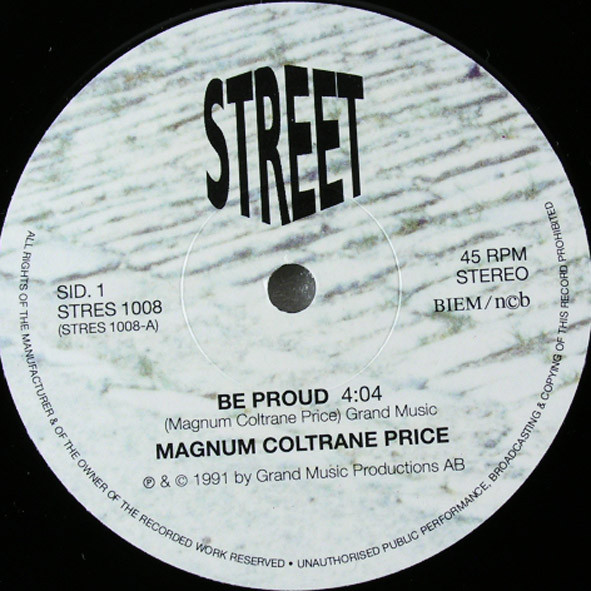 STREET
SID. 1
STRES 1008
(STRES 1008-A)
45 RPM
STEREO
BIEM/n©b
BE PROUD 4:04
(Magnum Coltrane Price) Grand Music
MAGNUM COLTRANE PRICE
℗ & © 1991 by Grand Music Productions AB
ALL RIGHTS OF THE MANUFACTURER & OF THE OWNER OF THE RECORDED WORK RESERVED • UNAUTHORISED PUBLIC PERFORMANCE, BROADCASTING & COPYING OF THIS RECORD PROHIBITED